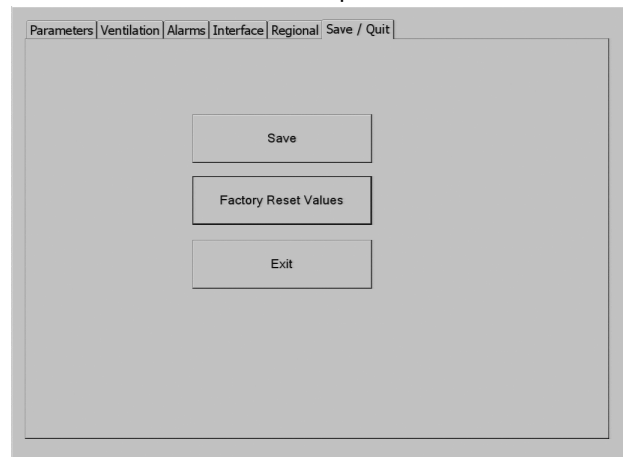 Parameters Ventilation Alarms Interface Regional Save / Quit
Save
Factory Reset Values
Exit